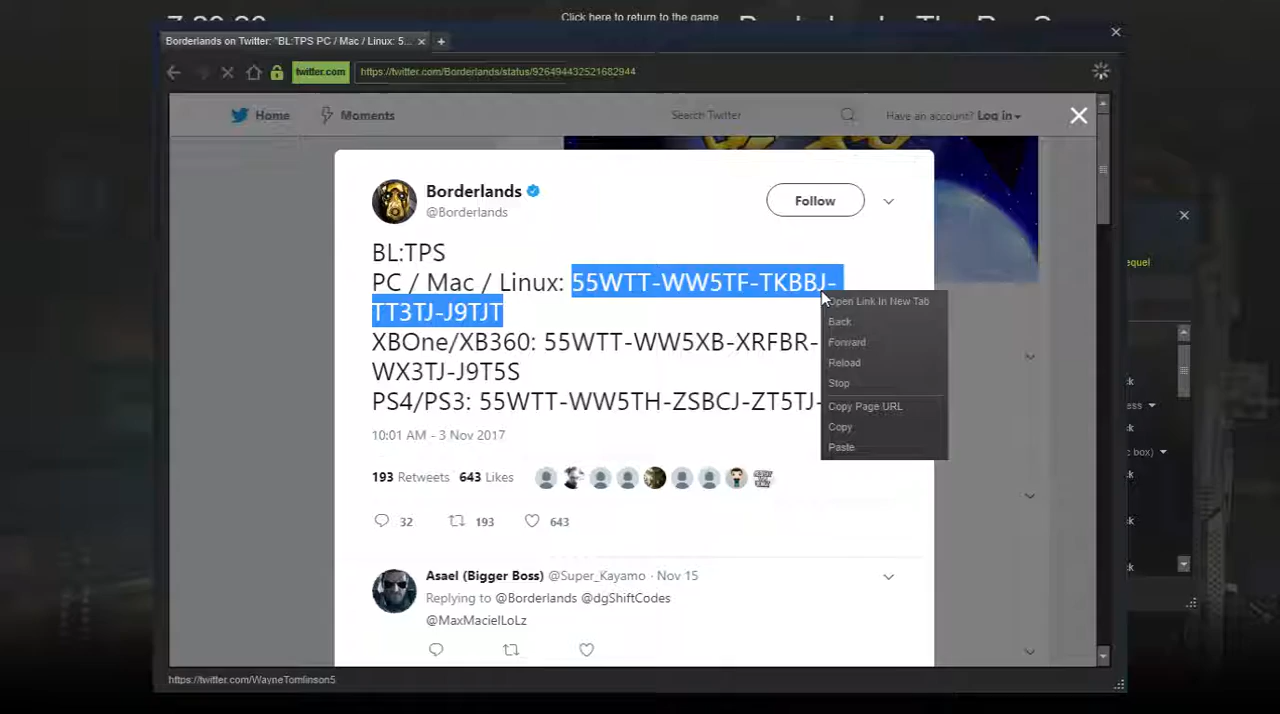 Click here to return to the game
Borderlands on Twitter: "BL:TPS PC / Mac / Linux: 5...
twitter.com
https://twitter.com/Borderlands/status/926494432521682944
Home
Moments
Search Twitter
Have an account? Log in
Borderlands
@Borderlands
Follow
equel
BL:TPS
PC / Mac / Linux: 55WTT-WW5TF-TKBBJ-
TT3TJ-J9TJT
XBOne/XB360: 55WTT-WW5XB-XRFBR-
WX3TJ-J9T5S
PS4/PS3: 55WTT-WW5TH-ZSBCJ-ZT5TJ-
Open Link In New Tab
Back
Forward
Reload
Stop
Copy Page URL
Copy
Paste
10:01 AM - 3 Nov 2017
193 Retweets 643 Likes
32 193 643
Asael (Bigger Boss) @Super_Kayamo · Nov 15
Replying to @Borderlands @dgShiftCodes
@MaxMacielLoLz
https://twitter.com/WayneTomlinson5